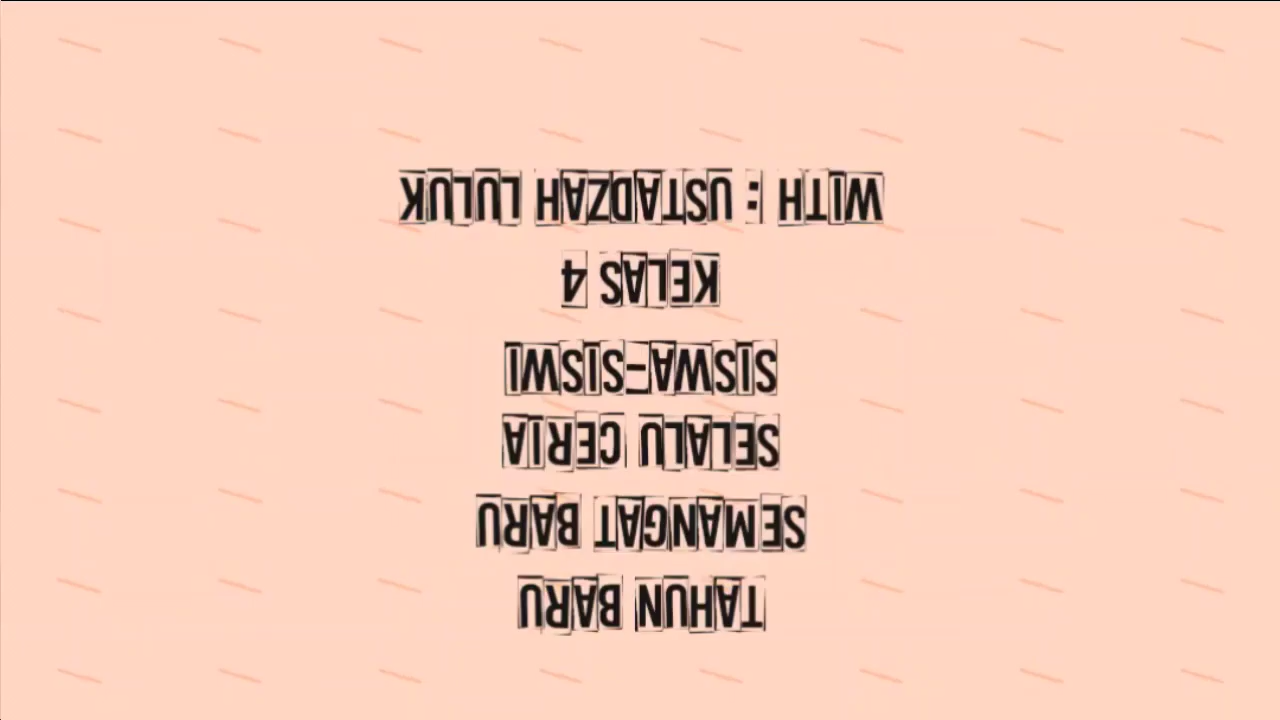 TAHUN BARU
SEMANGAT BARU
SELALU CERIA
SISWA-SISWI
KELAS 4
WITH : USTADZAH LULUK